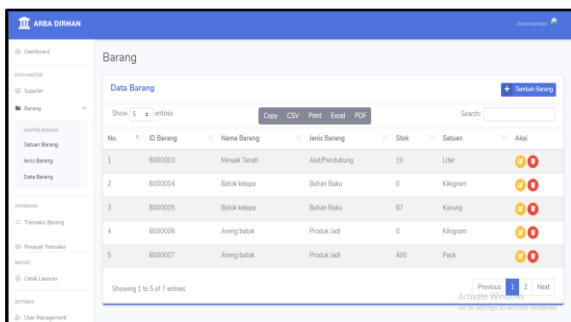 ARBA DIRMAN
Administrator
Dashboard
DATA MASTER
Supplier
Barang
MASTER BARANG
Satuan Barang
Jenis Barang
Data Barang
TRANSAKSI
Transaksi Barang
Riwayat Transaksi
REPORT
Cetak Laporan
SETTINGS
User Management
Barang
Data Barang
Tambah Barang
Show 5 entries
Copy CSV Print Excel PDF
Search:
No. ID Barang Nama Barang Jenis Barang Stok Satuan Aksi
1 B000003 Minyak Tanah Alat/Pendukung 10 Liter
2 B000004 Batok kelapa Bahan Baku 0 Kilogram
3 B000005 Batok kelapa Bahan Baku 87 Karung
4 B000006 Areng batok Produk Jadi 0 Kilogram
5 B000007 Areng batok Produk Jadi 400 Pack
Showing 1 to 5 of 7 entries
Previous 1 2 Next
Activate Windows
Go to Settings to activate Windows.